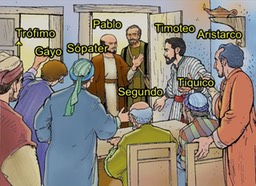 Pablo
Timoteo
Trófimo
Aristarco
Gayo
Sópater
Tíquico
Segundo